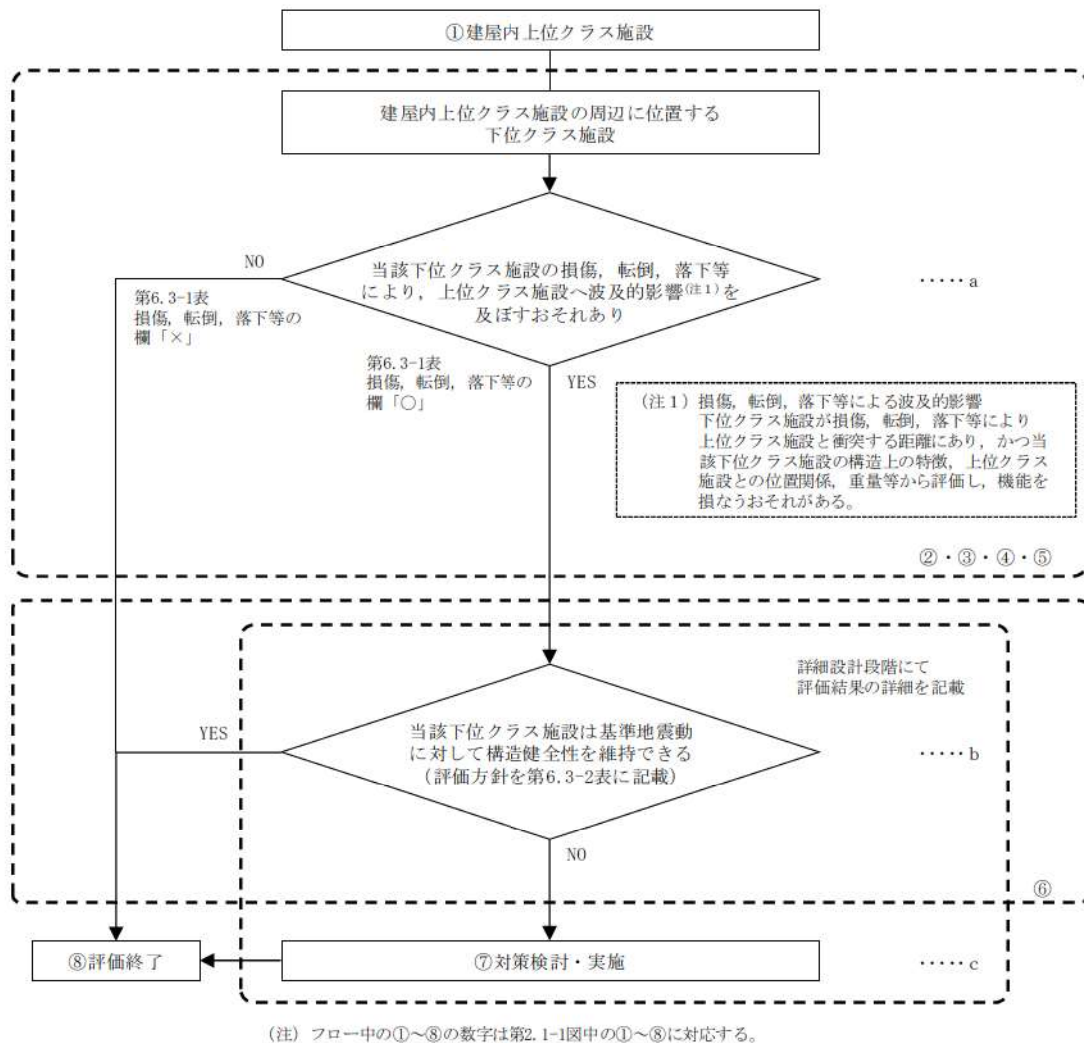 ①建屋内上位クラス施設
建屋内上位クラス施設の周辺に位置する
下位クラス施設
NO
当該下位クラス施設の損傷，転倒，落下等
により，上位クラス施設へ波及的影響(注1)を
及ぼすおそれあり
·····a
第6.3-1表
損傷，転倒，落下等の
欄「×」
第6.3-1表
損傷，転倒，落下等の
欄「○」
YES
（注１）損傷，転倒，落下等による波及的影響
下位クラス施設が損傷，転倒，落下等により
上位クラス施設と衝突する距離にあり，かつ当
該下位クラス施設の構造上の特徴，上位クラス
施設との位置関係，重量等から評価し，機能を
損なうおそれがある。
②・③・④・⑤
詳細設計段階にて
評価結果の詳細を記載
YES
当該下位クラス施設は基準地震動
に対して構造健全性を維持できる
（評価方針を第6.3-2表に記載）
·····b
NO
⑥
⑧評価終了
⑦対策検討・実施
·····c
（注）フロー中の①～⑧の数字は第2.1-1図中の①～⑧に対応する。